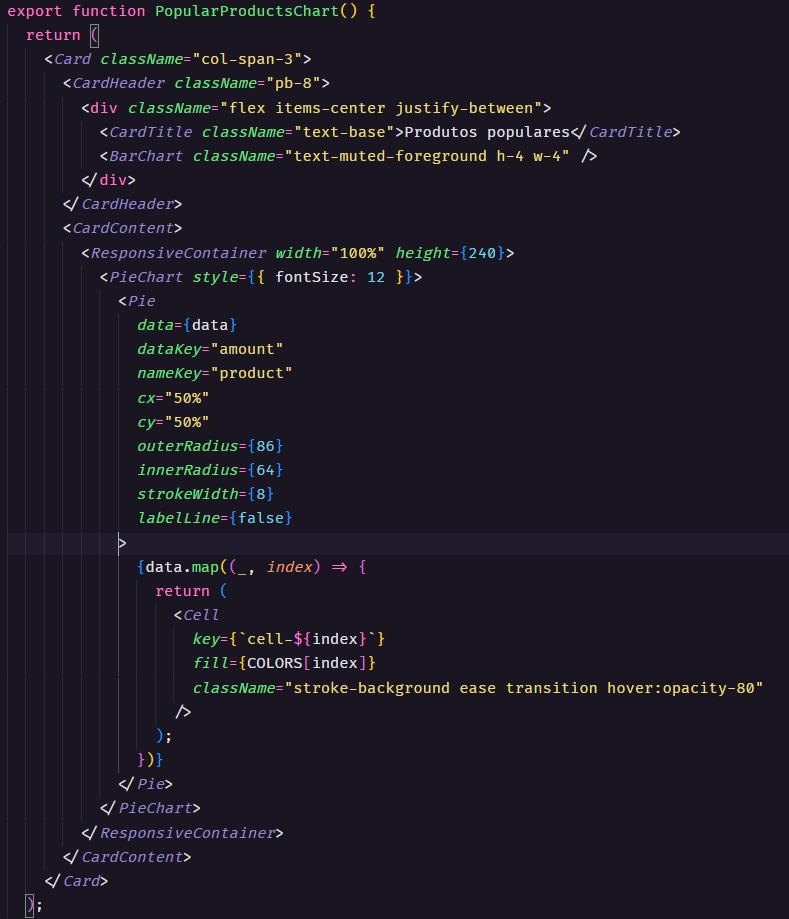 export function PopularProductsChart() {
  return (
    <Card className="col-span-3">
      <CardHeader className="pb-8">
        <div className="flex items-center justify-between">
          <CardTitle className="text-base">Produtos populares</CardTitle>
          <BarChart className="text-muted-foreground h-4 w-4" />
        </div>
      </CardHeader>
      <CardContent>
        <ResponsiveContainer width="100%" height={240}>
          <PieChart style={{ fontSize: 12 }}>
            <Pie
              data={data}
              dataKey="amount"
              nameKey="product"
              cx="50%"
              cy="50%"
              outerRadius={86}
              innerRadius={64}
              strokeWidth={8}
              labelLine={false}
            >
              {data.map((_, index) => {
                return (
                  <Cell
                    key={`cell-${index}`}
                    fill={COLORS[index]}
                    className="stroke-background ease transition hover:opacity-80"
                  />
                );
              })}
            </Pie>
          </PieChart>
        </ResponsiveContainer>
      </CardContent>
    </Card>
  );